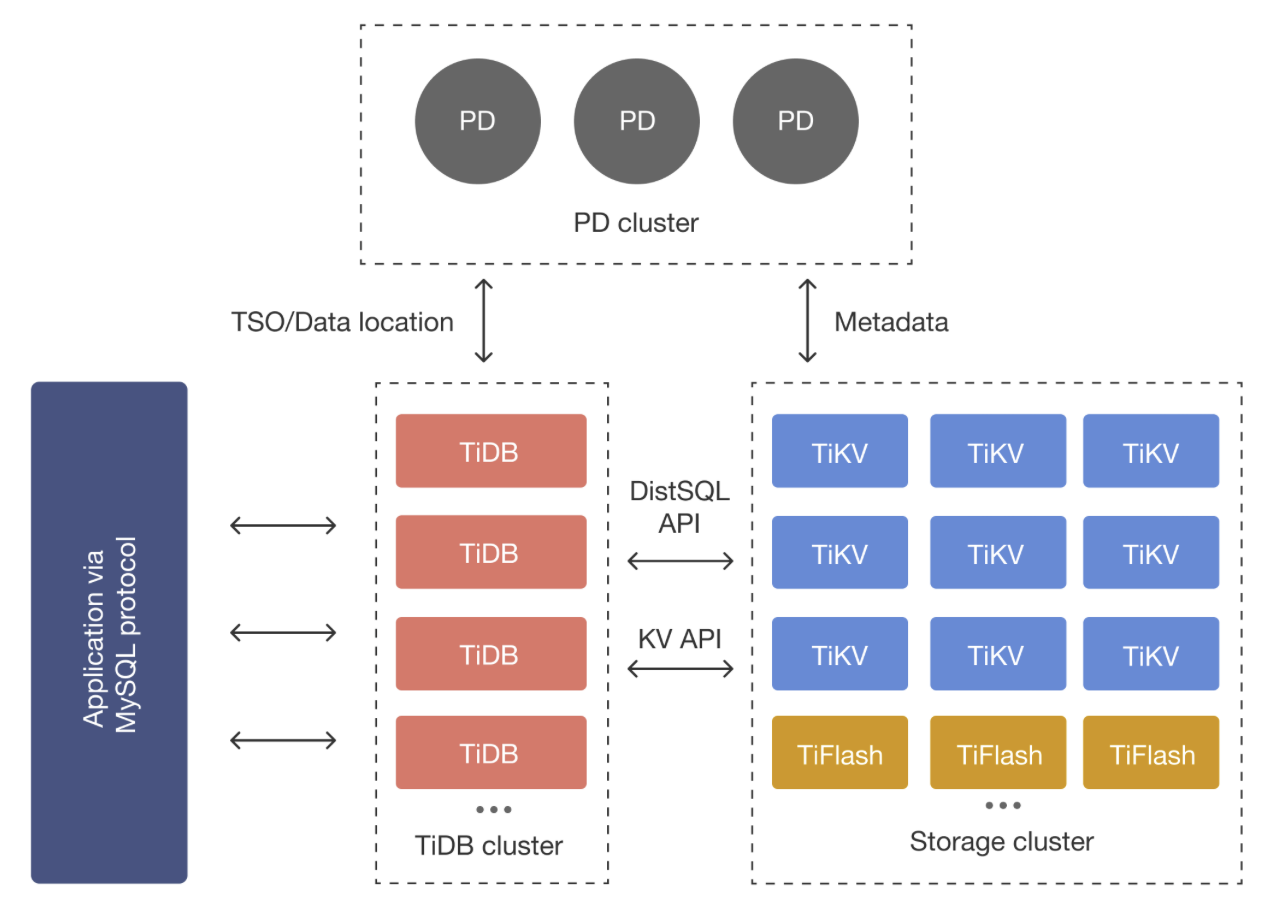 PD PD PD
PD cluster
TSO/Data location
Metadata
Application via
MySQL protocol
TiDB
TiDB
TiDB
TiDB
...
TiDB cluster
DistSQL
API
KV API
TiKV TiKV TiKV
TiKV TiKV TiKV
TiKV TiKV TiKV
TiFlash TiFlash TiFlash
...
Storage cluster